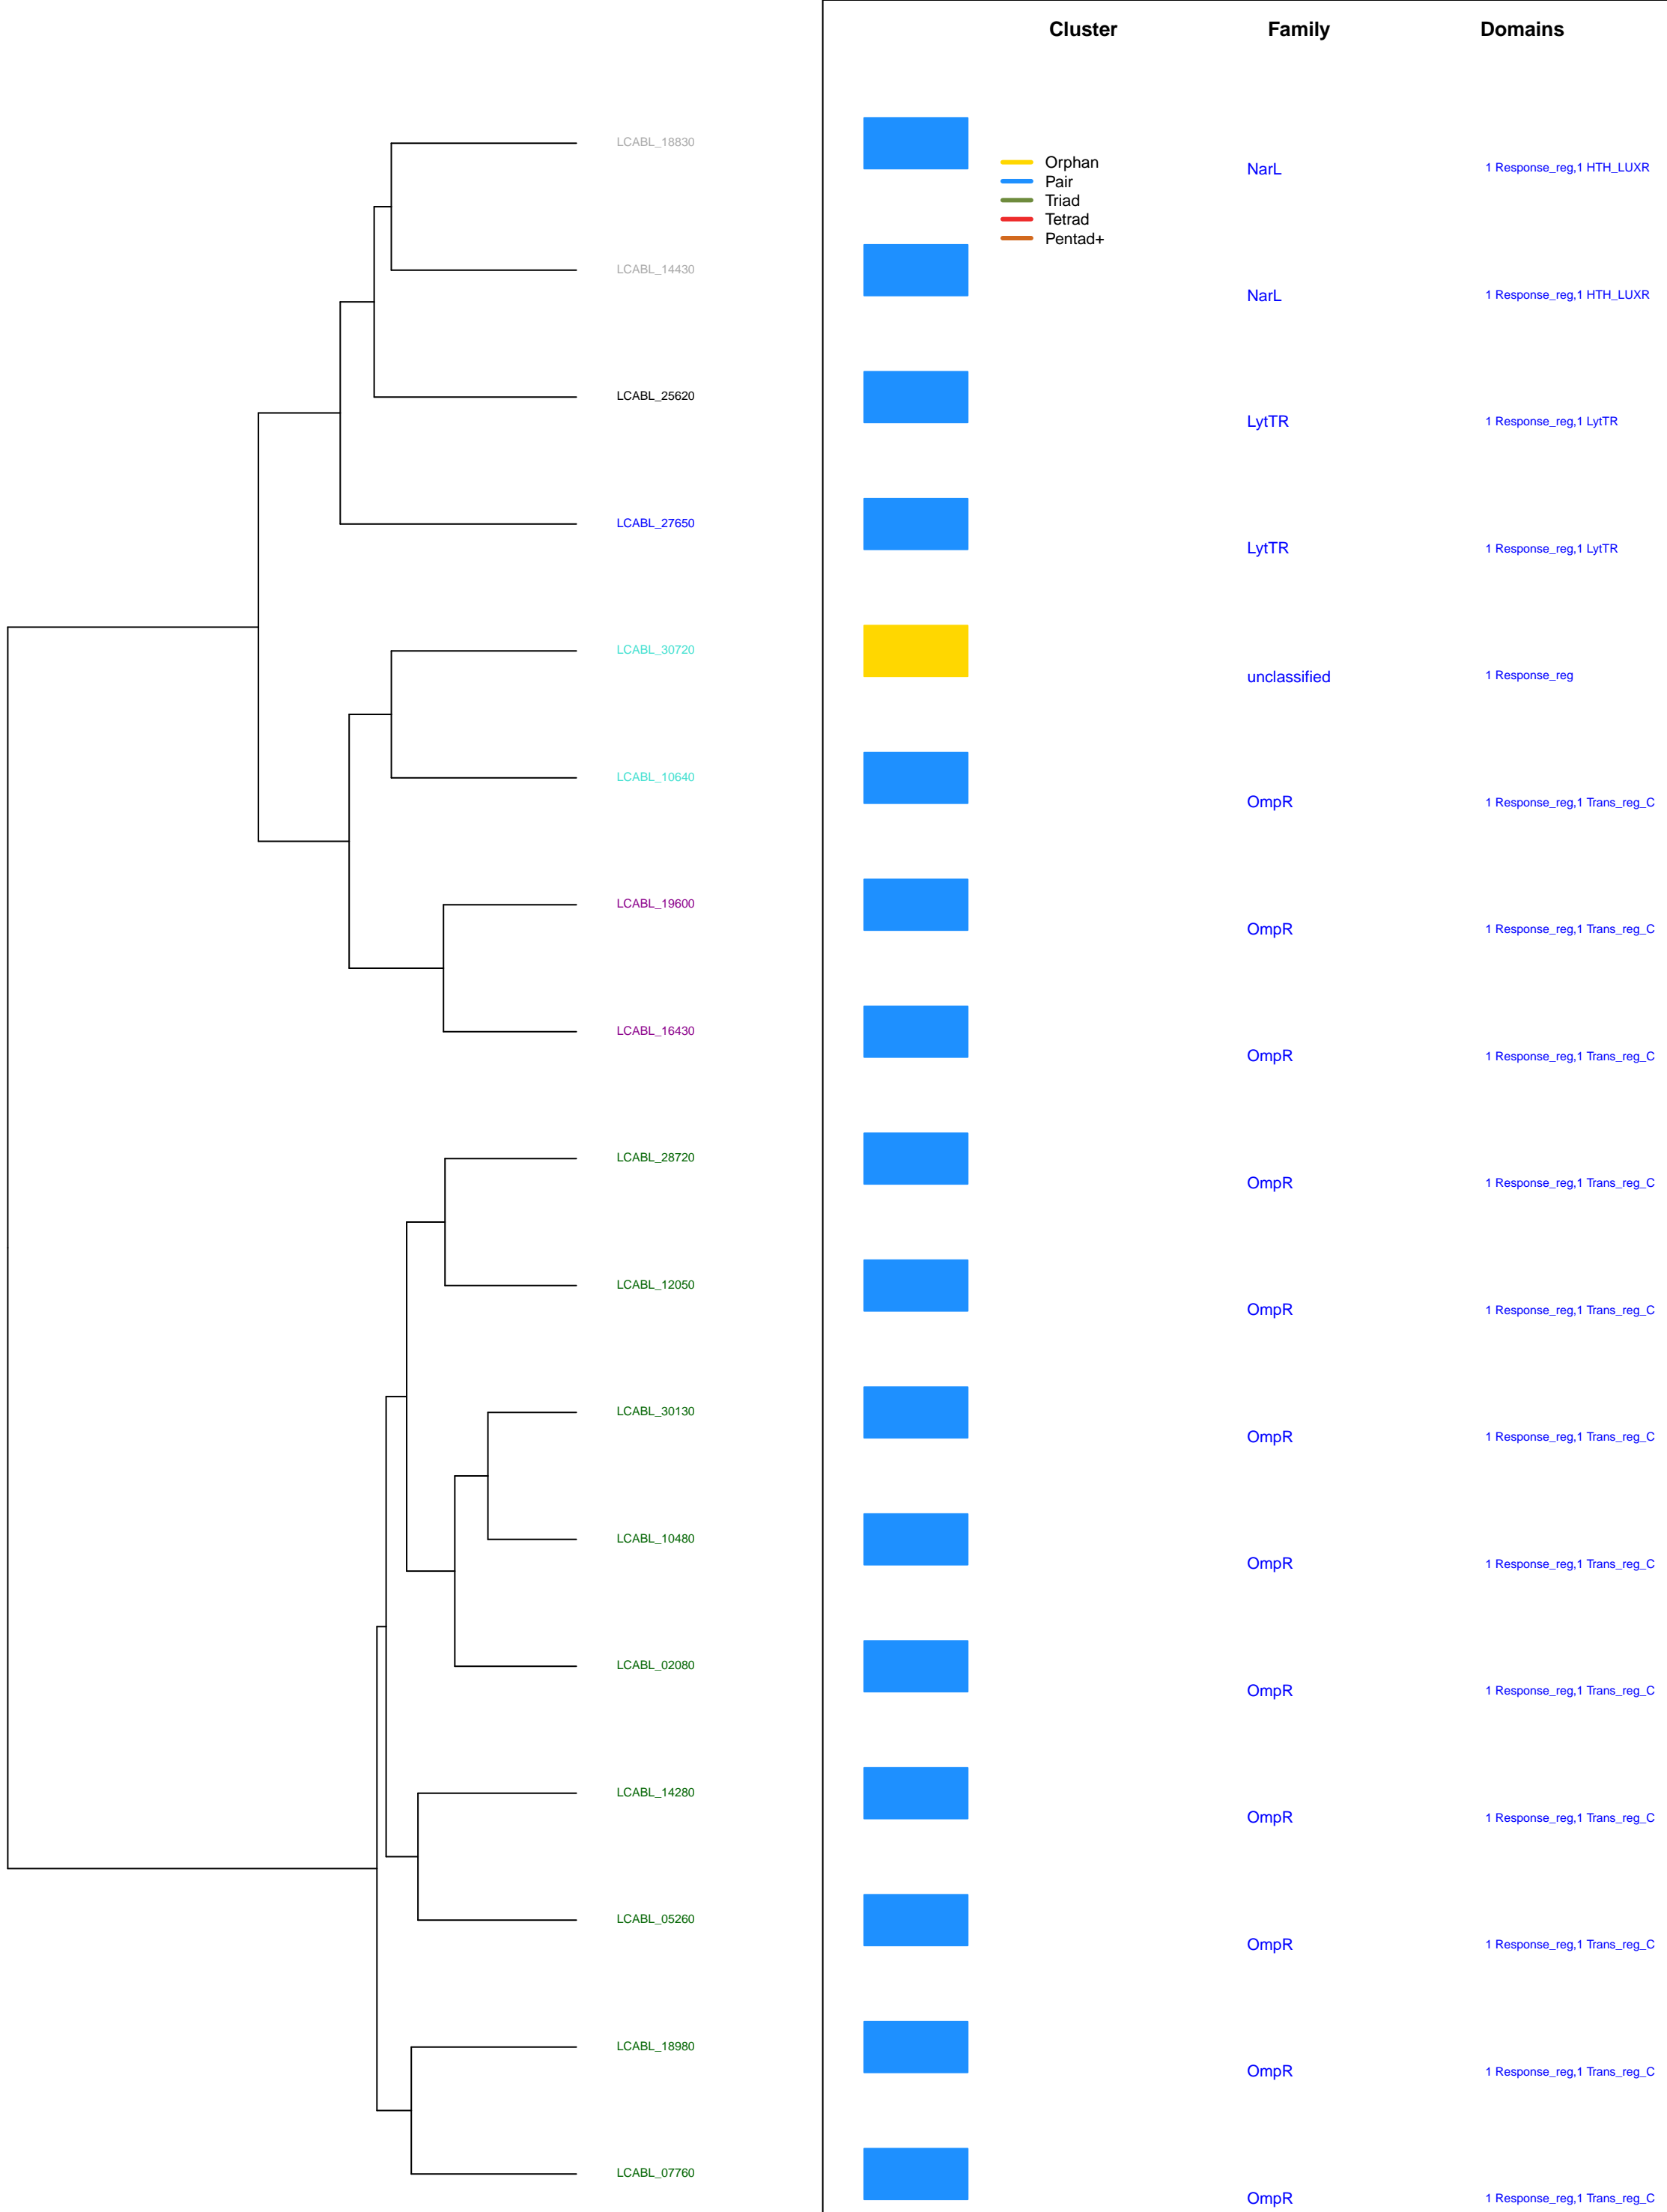 Cluster Family Domains
LCABL_18830
Orphan
NarL 1 Response_reg,1 HTH_LUXR
Pair
Triad
Tetrad
Pentad+
LCABL_14430
NarL 1 Response_reg,1 HTH_LUXR
LCABL_25620
LytTR 1 Response_reg,1 LytTR
LCABL_27650
LytTR 1 Response_reg,1 LytTR
LCABL_30720
unclassified 1 Response_reg
LCABL_10640
OmpR 1 Response_reg,1 Trans_reg_C
LCABL_19600
OmpR 1 Response_reg,1 Trans_reg_C
LCABL_16430
OmpR 1 Response_reg,1 Trans_reg_C
LCABL_28720
OmpR 1 Response_reg,1 Trans_reg_C
LCABL_12050
OmpR 1 Response_reg,1 Trans_reg_C
LCABL_30130
OmpR 1 Response_reg,1 Trans_reg_C
LCABL_10480
OmpR 1 Response_reg,1 Trans_reg_C
LCABL_02080
OmpR 1 Response_reg,1 Trans_reg_C
LCABL_14280
OmpR 1 Response_reg,1 Trans_reg_C
LCABL_05260
OmpR 1 Response_reg,1 Trans_reg_C
LCABL_18980
OmpR 1 Response_reg,1 Trans_reg_C
LCABL_07760
OmpR 1 Response_reg,1 Trans_reg_C